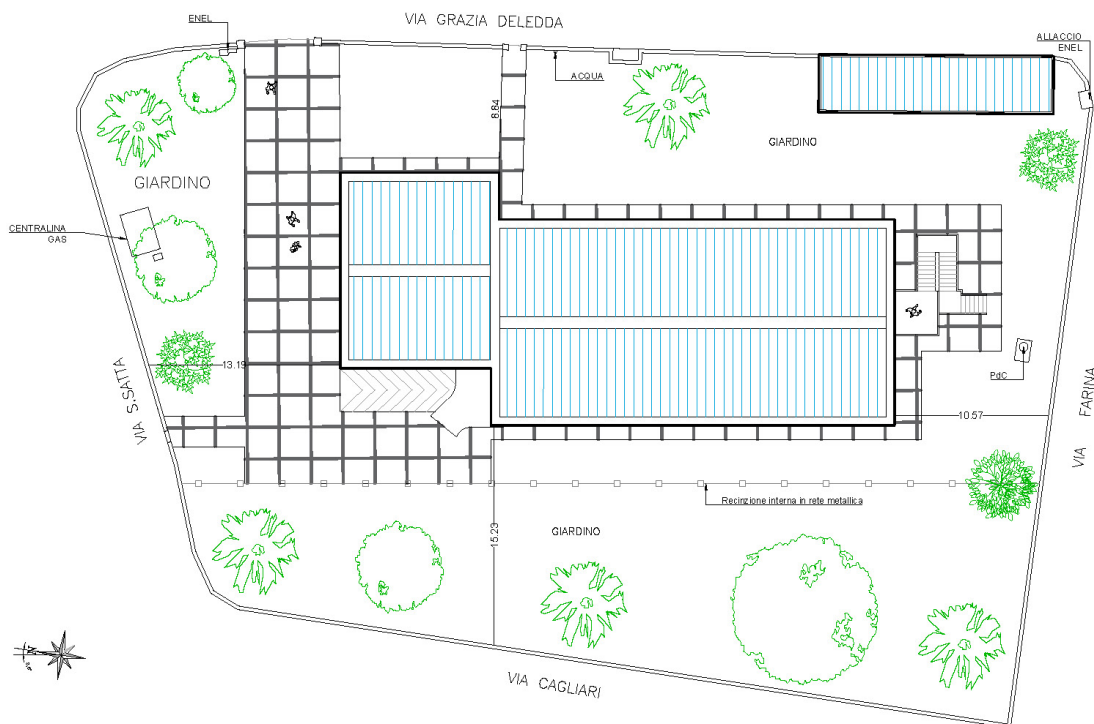 VIA GRAZIA DELEDDA
ENEL
ALLACCIO
ENEL
ACQUA
8.84
GIARDINO
GIARDINO
CENTRALINA
GAS
13.19
VIA S.SATTA
PdC
10.57
VIA FARINA
Recinzione interna in rete metallica
15.23
GIARDINO
N
VIA CAGLIARI